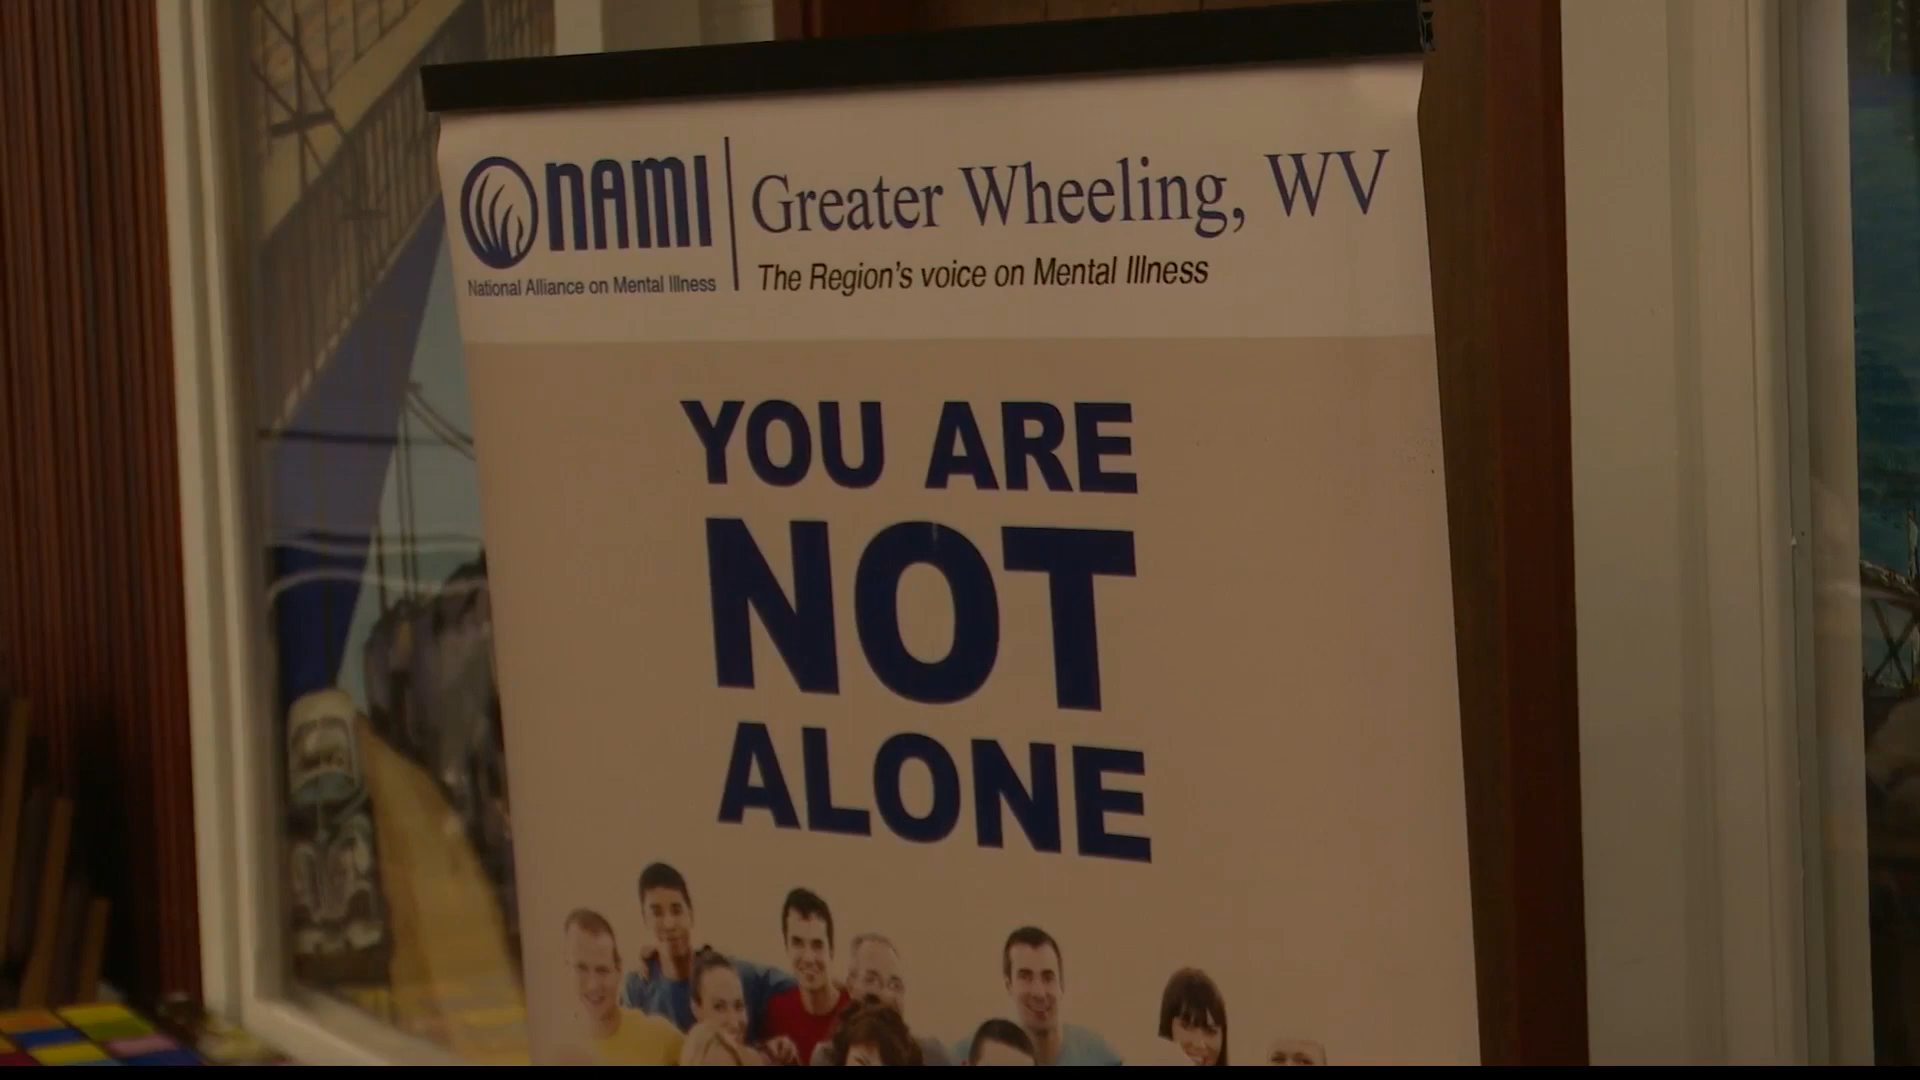 NAMI
National Alliance on Mental Illness
Greater Wheeling, WV
The Region's voice on Mental Illness
YOU ARE
NOT
ALONE